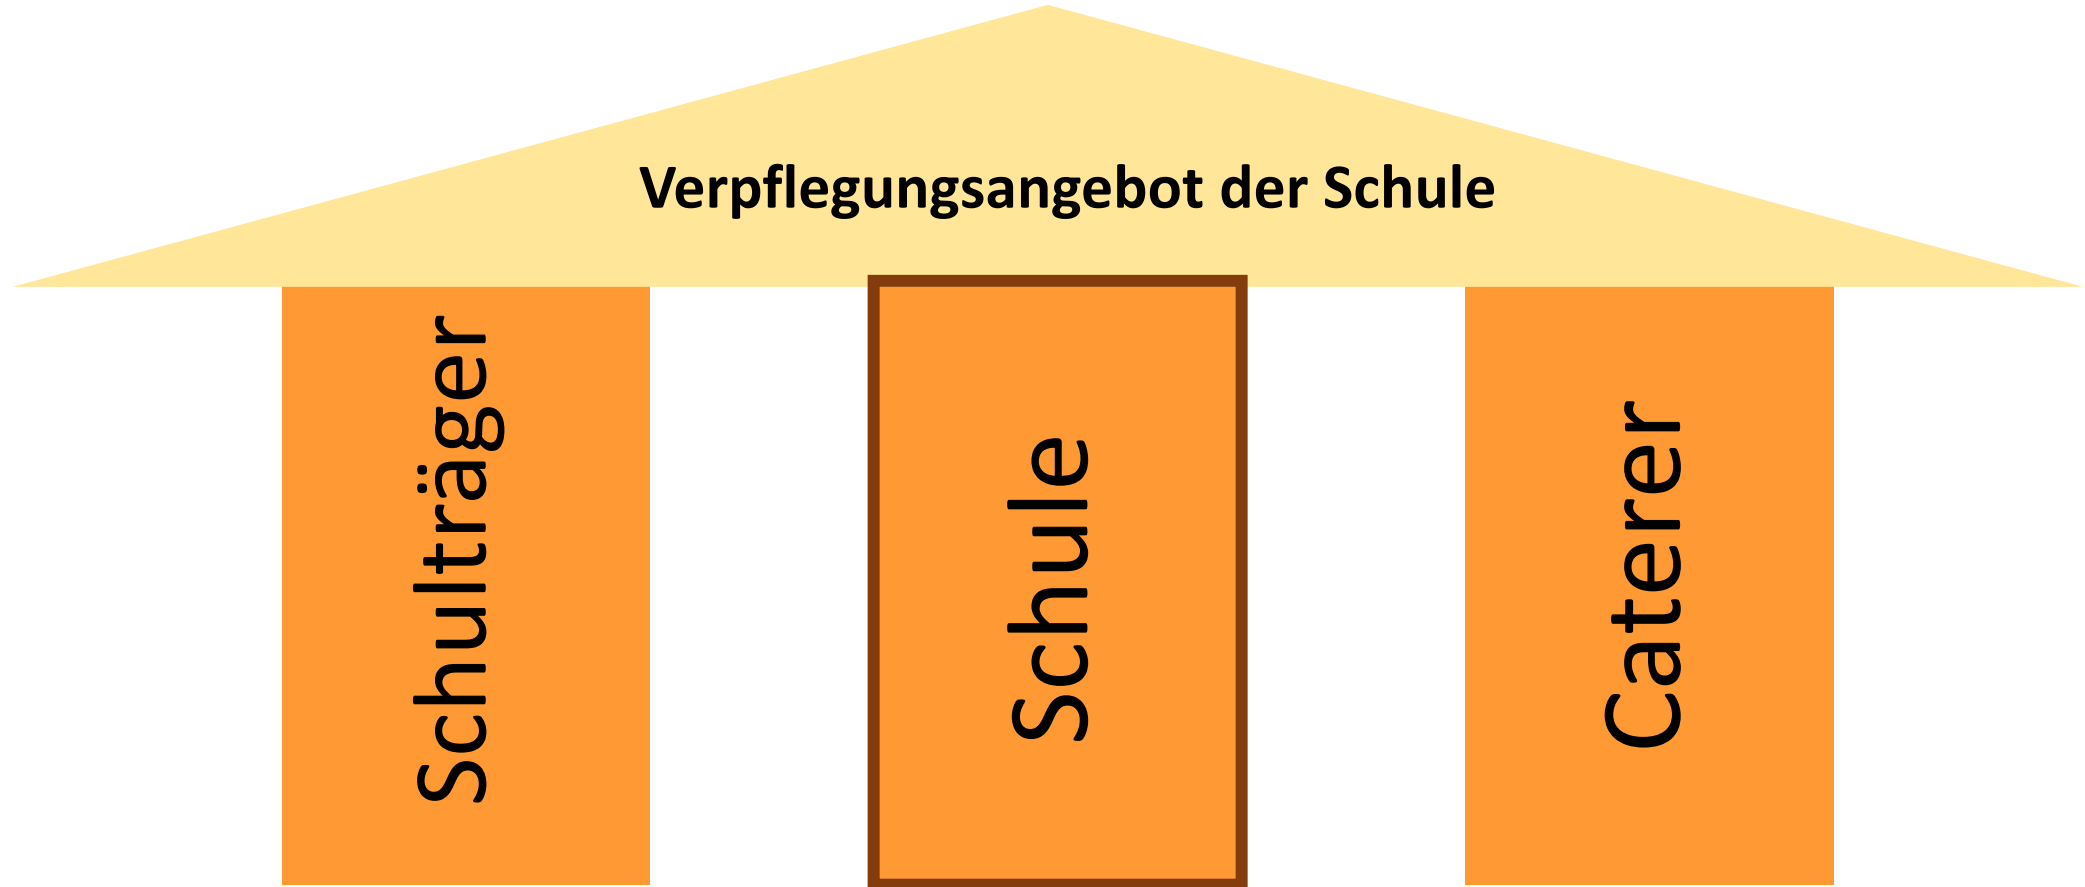 Verpflegungsangebot der Schule
Schulträger
Schule
Caterer